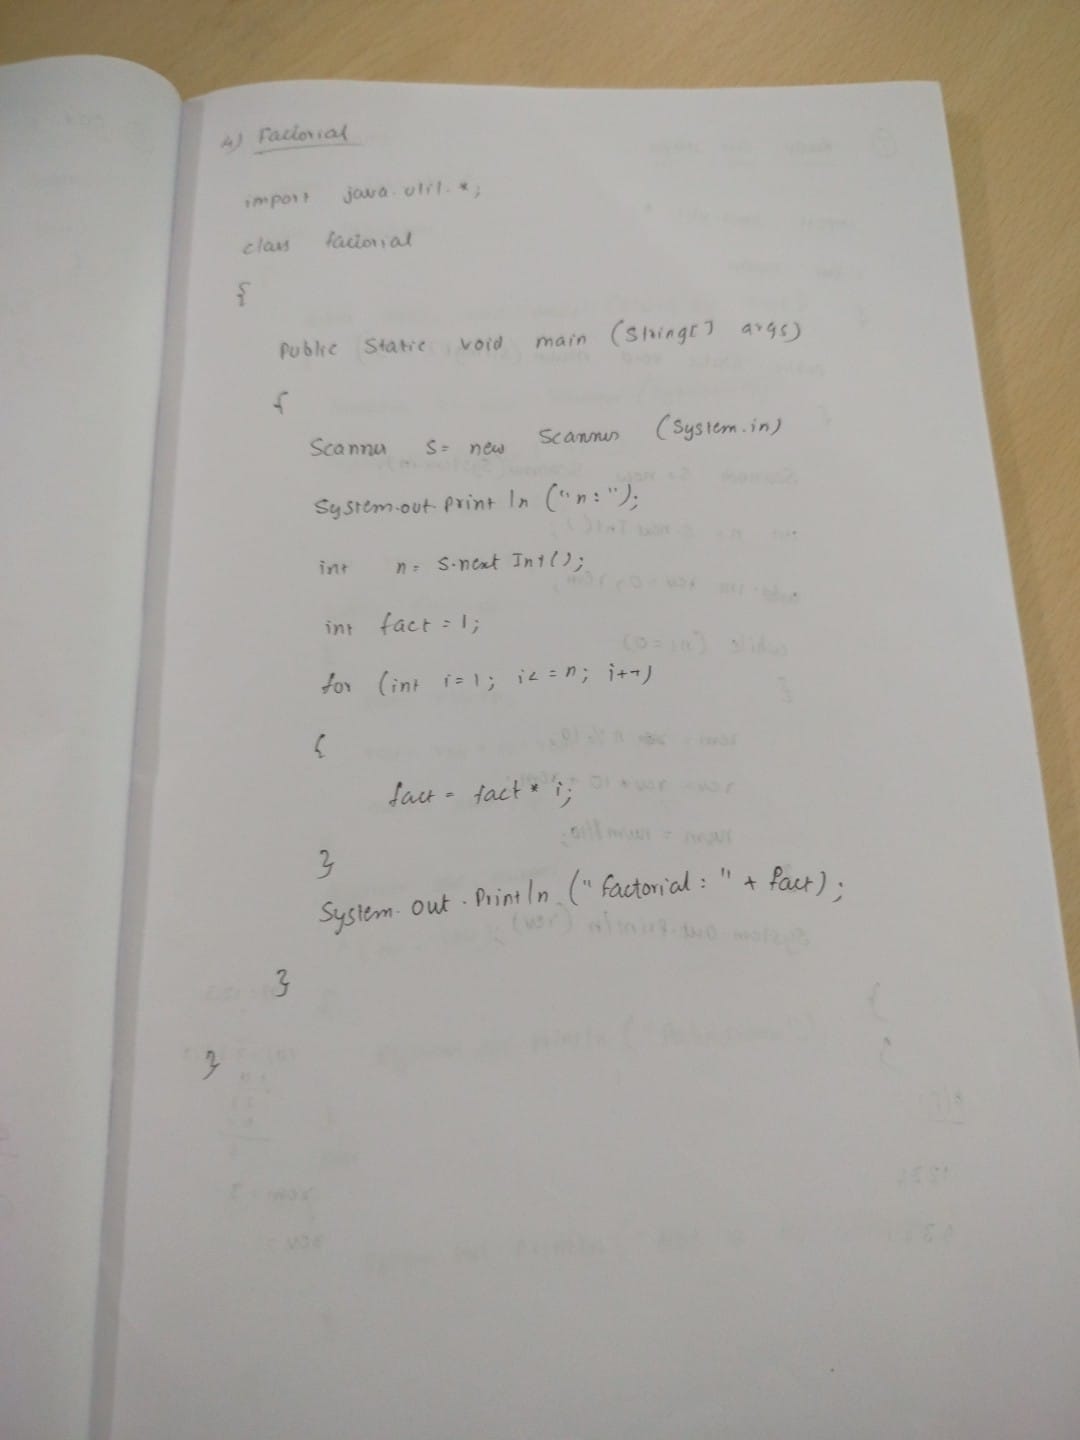 4) Factorial
import java.util.*;
class factorial
{
Public Static void main (String[] args)
{
Scanner S= new Scanner (System.in)
System.out.print ln ("n:");
int n= S.next Int();
int fact = 1;
for (int i=1; i<=n; i++)
{
fact = fact * i;
}
System.out.Println ("factorial:" + fact);
}
}